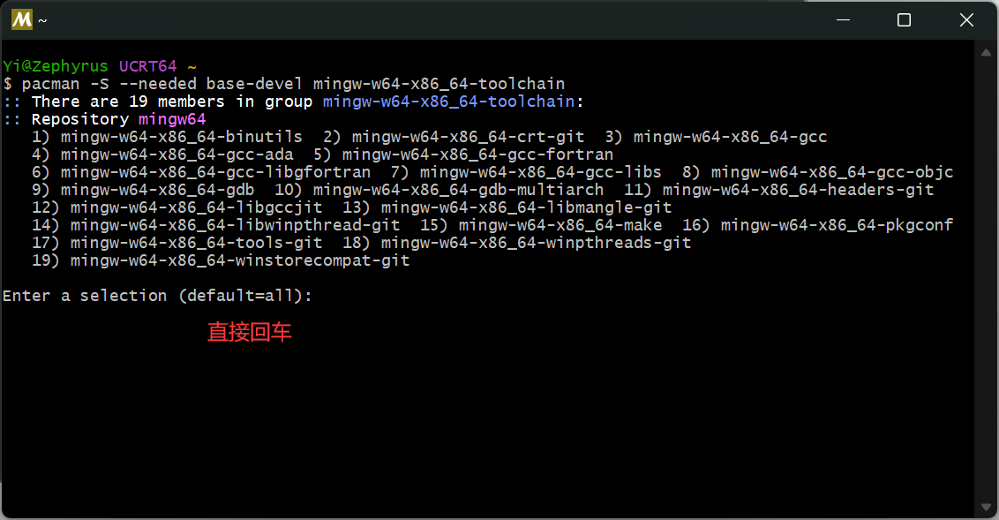 M ~
Yi@Zephyrus UCRT64 ~
$ pacman -S --needed base-devel mingw-w64-x86_64-toolchain
:: There are 19 members in group mingw-w64-x86_64-toolchain:
:: Repository mingw64
   1) mingw-w64-x86_64-binutils  2) mingw-w64-x86_64-crt-git  3) mingw-w64-x86_64-gcc
   4) mingw-w64-x86_64-gcc-ada  5) mingw-w64-x86_64-gcc-fortran
   6) mingw-w64-x86_64-gcc-libgfortran  7) mingw-w64-x86_64-gcc-libs  8) mingw-w64-x86_64-gcc-objc
   9) mingw-w64-x86_64-gdb  10) mingw-w64-x86_64-gdb-multiarch  11) mingw-w64-x86_64-headers-git
   12) mingw-w64-x86_64-libgccjit  13) mingw-w64-x86_64-libmangle-git
   14) mingw-w64-x86_64-libwinpthread-git  15) mingw-w64-x86_64-make  16) mingw-w64-x86_64-pkgconf
   17) mingw-w64-x86_64-tools-git  18) mingw-w64-x86_64-winpthreads-git
   19) mingw-w64-x86_64-winstorecompat-git
Enter a selection (default=all):
直接回车